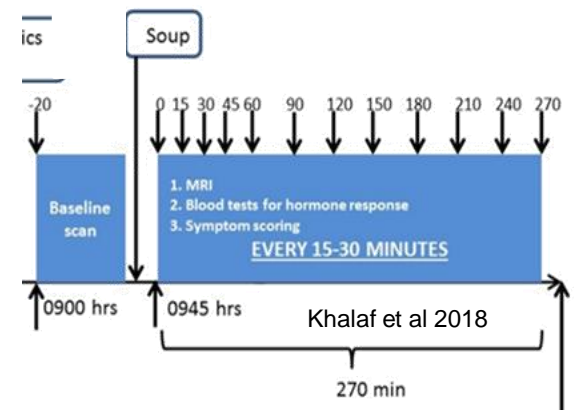 ics
Soup
-20
0 15 30 45 60 90 120 150 180 210 240 270
Baseline
scan
1. MRI
2. Blood tests for hormone response
3. Symptom scoring
EVERY 15-30 MINUTES
0900 hrs
0945 hrs
Khalaf et al 2018
270 min